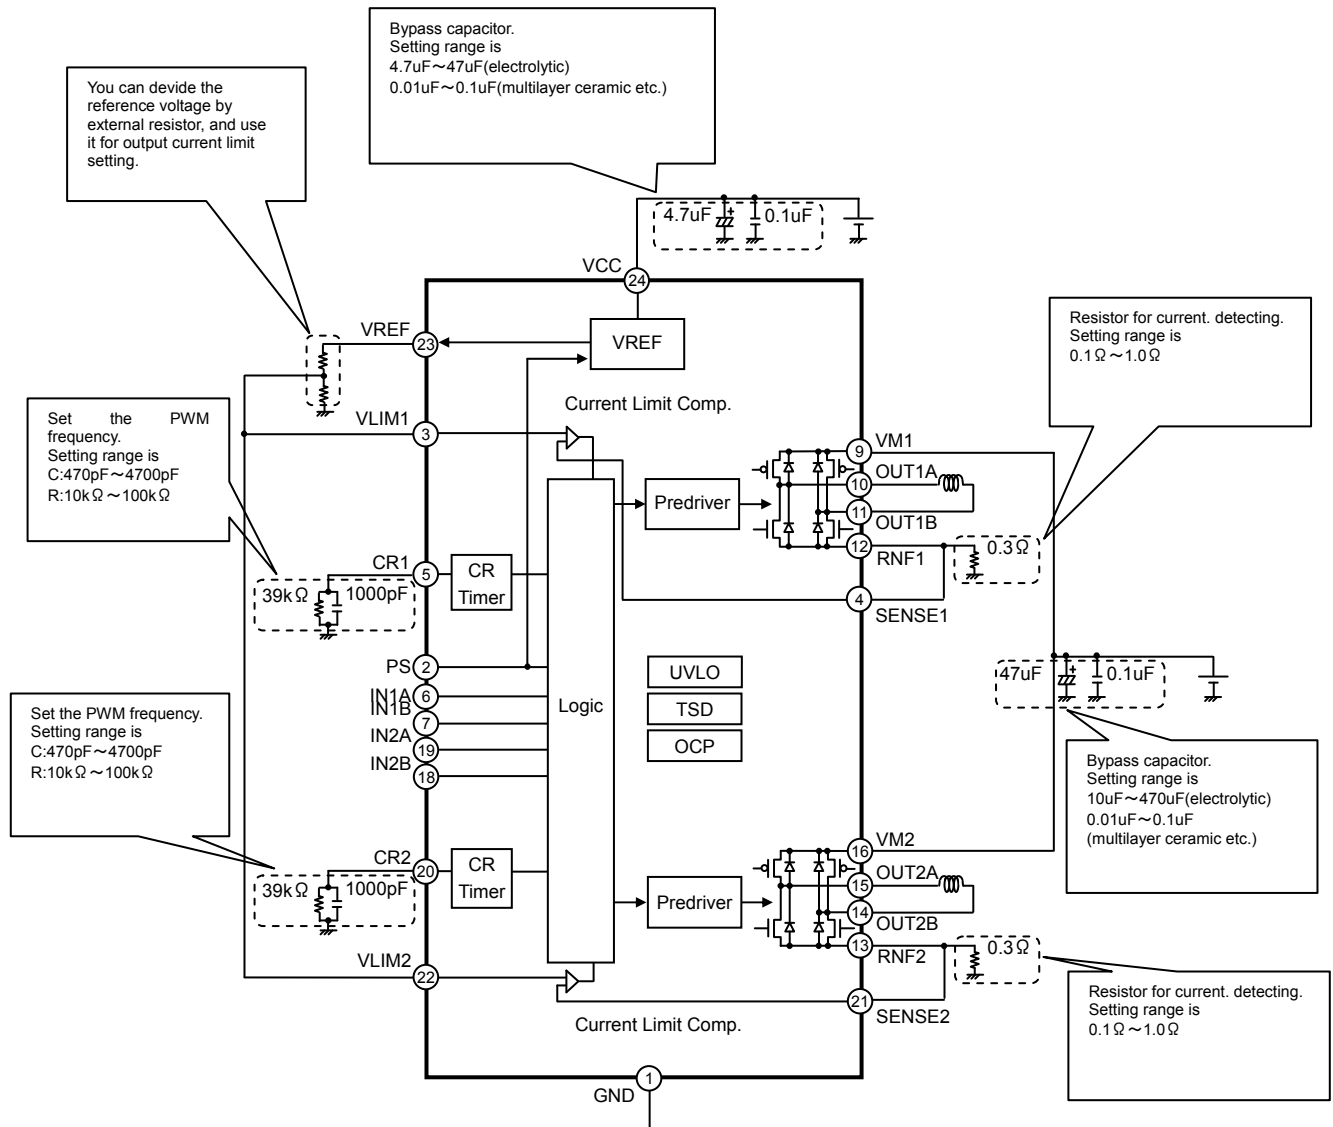 Bypass capacitor.
Setting range is
4.7uF～47uF(electrolytic)
0.01uF～0.1uF(multilayer ceramic etc.)
You can devide the
reference voltage by
external resistor, and use
it for output current limit
setting.
4.7uF
+
0.1uF
VCC
24
VREF
23
VREF
Resistor for current. detecting.
Setting range is
0.1Ω～1.0Ω
Current Limit Comp.
Set the PWM
frequency.
Setting range is
C:470pF～4700pF
R:10kΩ～100kΩ
VLIM1
3
9
VM1
10
OUT1A
Predriver
11
OUT1B
12
RNF1
0.3Ω
CR1
5
CR
Timer
39kΩ
1000pF
4
SENSE1
PS
2
IN1A
6
IN1B
7
IN2A
19
IN2B
18
Logic
UVLO
TSD
OCP
47uF
+
0.1uF
Set the PWM frequency.
Setting range is
C:470pF～4700pF
R:10kΩ～100kΩ
Bypass capacitor.
Setting range is
10uF～470uF(electrolytic)
0.01uF～0.1uF
(multilayer ceramic etc.)
16
VM2
CR2
20
CR
Timer
39kΩ
1000pF
15
OUT2A
Predriver
14
OUT2B
13
RNF2
0.3Ω
VLIM2
22
21
SENSE2
Current Limit Comp.
Resistor for current. detecting.
Setting range is
0.1Ω～1.0Ω
GND
1